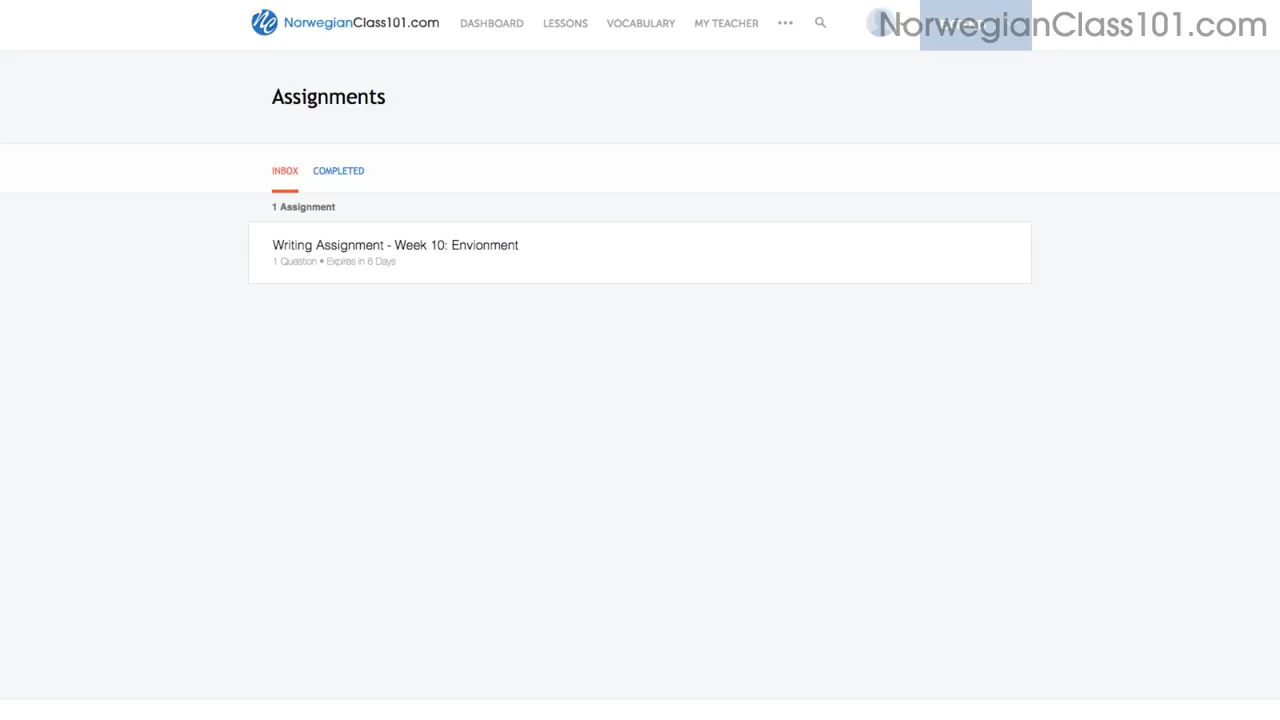 NorwegianClass101.com DASHBOARD LESSONS VOCABULARY MY TEACHER ••• NorwegianClass101.com
Assignments
INBOX COMPLETED
1 Assignment
Writing Assignment - Week 10: Envionment
1 Question • Expires in 6 Days